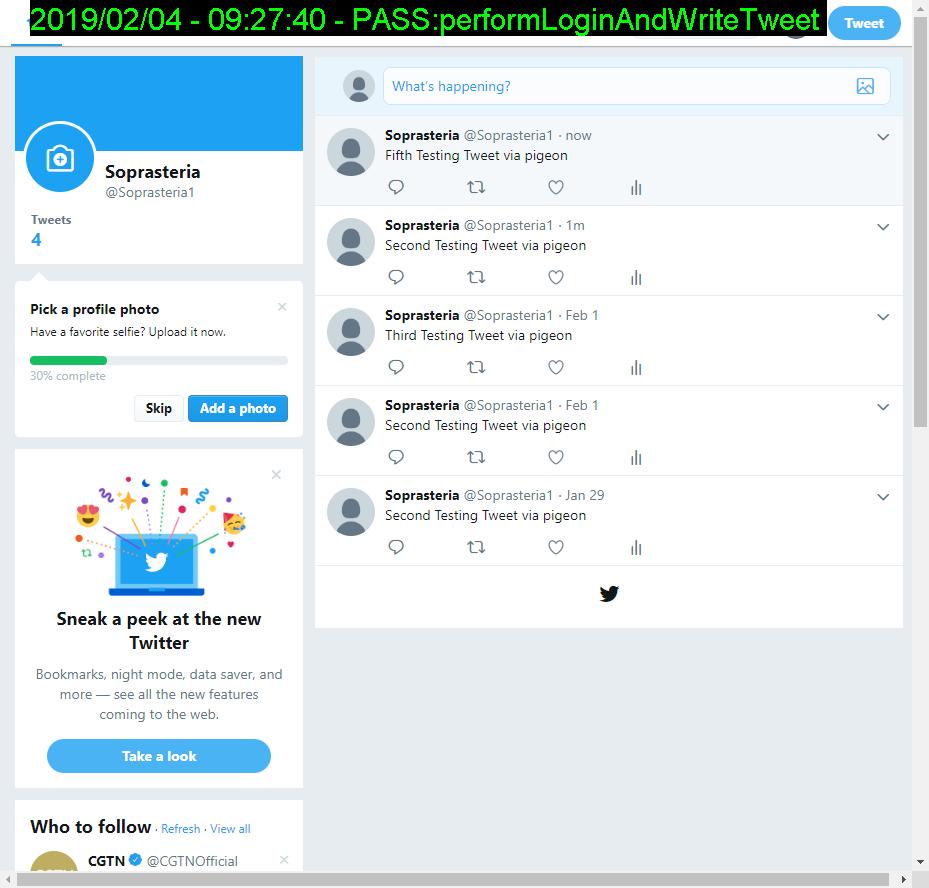 2019/02/04 - 09:27:40 - PASS:performLoginAndWriteTweet
Tweet
Soprasteria
@Soprasteria1
Tweets
4
Pick a profile photo
Have a favorite selfie? Upload it now.
30% complete
Skip
Add a photo
Sneak a peek at the new
Twitter
Bookmarks, night mode, data saver, and
more — see all the new features
coming to the web.
Take a look
Who to follow · Refresh · View all
CGTN @CGTNOfficial
What's happening?
Soprasteria @Soprasteria1 · now
Fifth Testing Tweet via pigeon
Soprasteria @Soprasteria1 · 1m
Second Testing Tweet via pigeon
Soprasteria @Soprasteria1 · Feb 1
Third Testing Tweet via pigeon
Soprasteria @Soprasteria1 · Feb 1
Second Testing Tweet via pigeon
Soprasteria @Soprasteria1 · Jan 29
Second Testing Tweet via pigeon